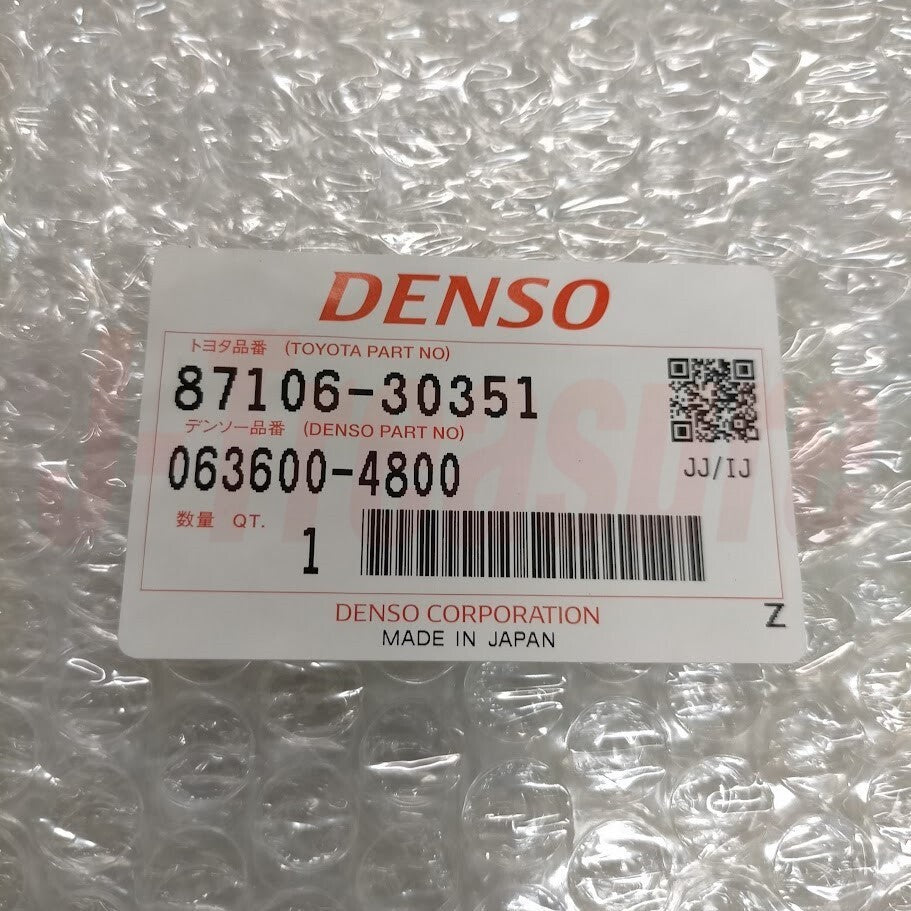 DENSO
トヨタ品番 (TOYOTA PART NO)
87106-30351
デンソー品番 (DENSO PART NO)
063600-4800
JJ/IJ
数量 QT.
1
DENSO CORPORATION
MADE IN JAPAN
Z